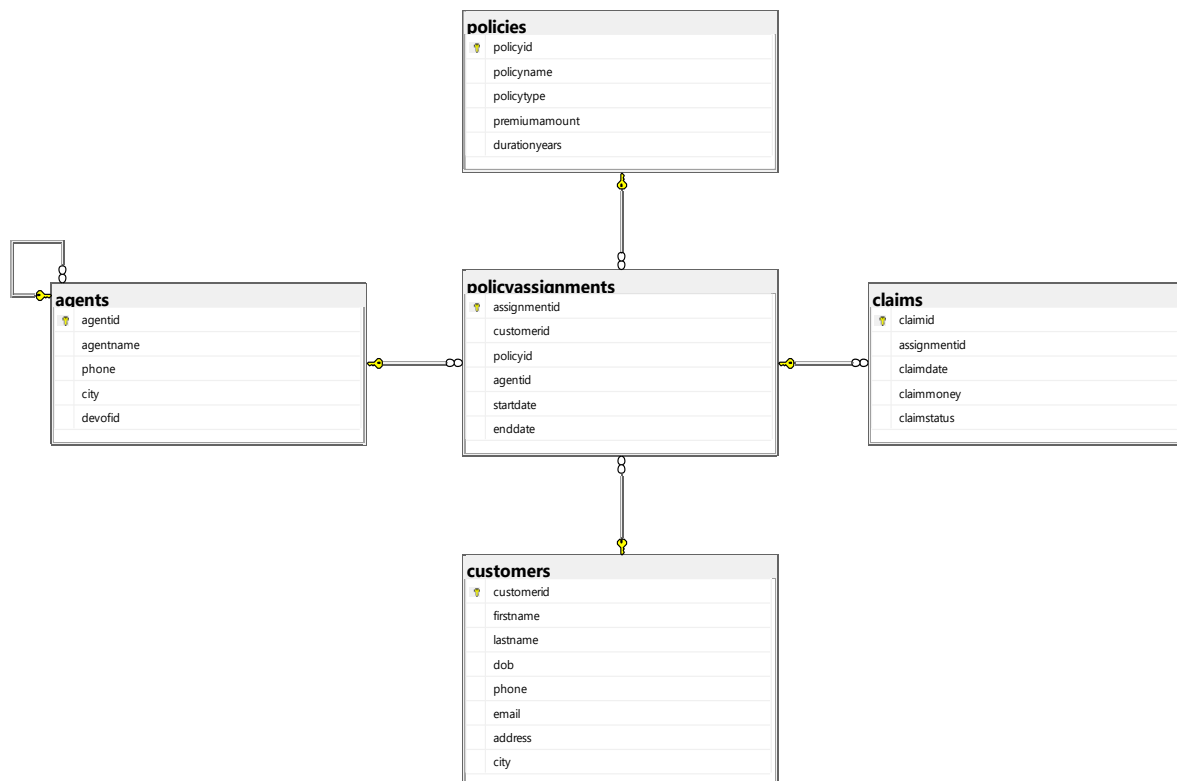 policies
policyid
policyname
policytype
premiumamount
durationyears
agents
agentid
agentname
phone
city
devofid
policyassignments
assignmentid
customerid
policyid
agentid
startdate
enddate
claims
claimid
assignmentid
claimdate
claimmoney
claimstatus
customers
customerid
firstname
lastname
dob
phone
email
address
city